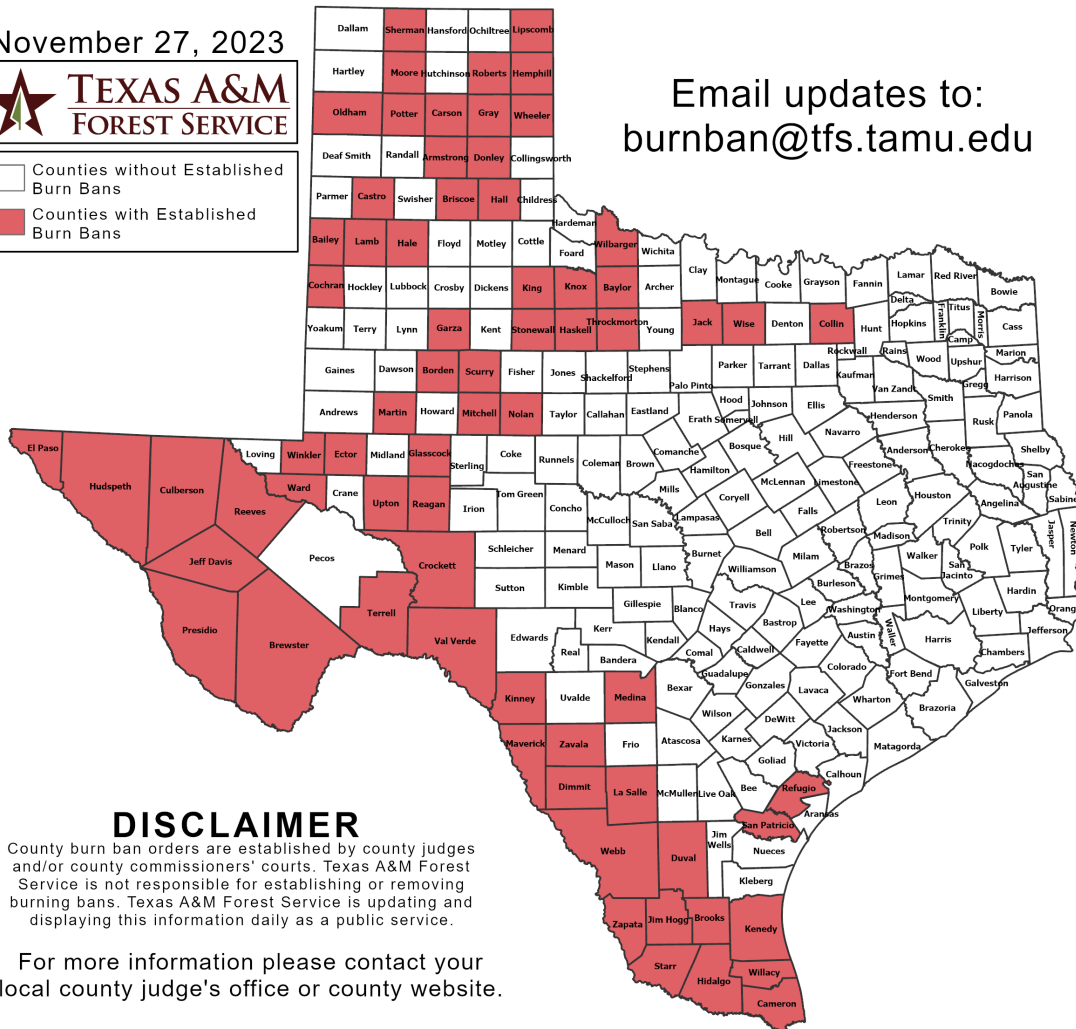 November 27, 2023
TEXAS A&M
FOREST SERVICE
Counties without Established
Burn Bans
Counties with Established
Burn Bans
Email updates to:
burnban@tfs.tamu.edu
Dallam Sherman Hansford Ochiltree Lipscomb
Hartley Moore Hutchinson Roberts Hemphill
Oldham Potter Carson Gray Wheeler
Deaf Smith Randall Armstrong Donley Collingsworth
Parmer Castro Swisher Briscoe Hall Childress
Hardeman
Bailey Lamb Hale Floyd Motley Cottle Foard Wilbarger Wichita
Clay Montague Cooke Grayson Fannin Lamar Red River Bowie
Cochran Hockley Lubbock Crosby Dickens King Knox Baylor Archer
Delta Titus Franklin Morris
Yoakum Terry Lynn Garza Kent Stonewall Haskell Throckmorton Young Jack Wise Denton Collin Hunt Hopkins Camp Cass
Rockwall Rains Wood Upshur Marion
Gaines Dawson Borden Scurry Fisher Jones Shackelford Stephens Palo Pinto Parker Tarrant Dallas Kaufman Van Zandt Gregg Harrison
Andrews Martin Howard Mitchell Nolan Taylor Callahan Eastland Erath Hood Somervell Johnson Ellis Henderson Smith Rusk Panola
El Paso Loving Winkler Ector Midland Glasscock Sterling Coke Runnels Coleman Brown Comanche Hamilton Bosque Hill Navarro Freestone Anderson Cherokee Nacogdoches Shelby
Hudspeth Culberson Reeves Ward Crane Upton Reagan Irion Tom Green Concho McCulloch San Saba Mills Lampasas Coryell McLennan Limestone Falls Leon Houston Angelina San
Augustine Sabine
Jeff Davis Pecos Crockett Schleicher Menard Mason Llano Burnet Bell Williamson Milam Robertson Brazos Madison Grimes Walker Trinity San
Jacinto Polk Tyler Jasper Newton
Presidio Brewster Terrell Val Verde Sutton Kimble Gillespie Blanco Travis Burleson Lee Washington Montgomery Liberty Hardin Orang
Edwards Real Kerr Bandera Kendall Comal Hays Caldwell Bastrop Fayette Austin Waller Harris Chambers Jefferson
Kinney Uvalde Medina Bexar Guadalupe Gonzales Lavaca Colorado Wharton Fort Bend Brazoria Galveston
Maverick Zavala Frio Atascosa Wilson Karnes DeWitt Victoria Jackson Matagorda
Dimmit La Salle McMullen Live Oak Bee Goliad Refugio Calhoun
Aransas
Webb Duval Jim
Wells San Patricio Nueces
Kleberg
Zapata Jim Hogg Brooks Kenedy
Starr Hidalgo Willacy
Cameron
DISCLAIMER
County burn ban orders are established by county judges
and/or county commissioners' courts. Texas A&M Forest
Service is not responsible for establishing or removing
burning bans. Texas A&M Forest Service is updating and
displaying this information daily as a public service.
For more information please contact your
local county judge's office or county website.